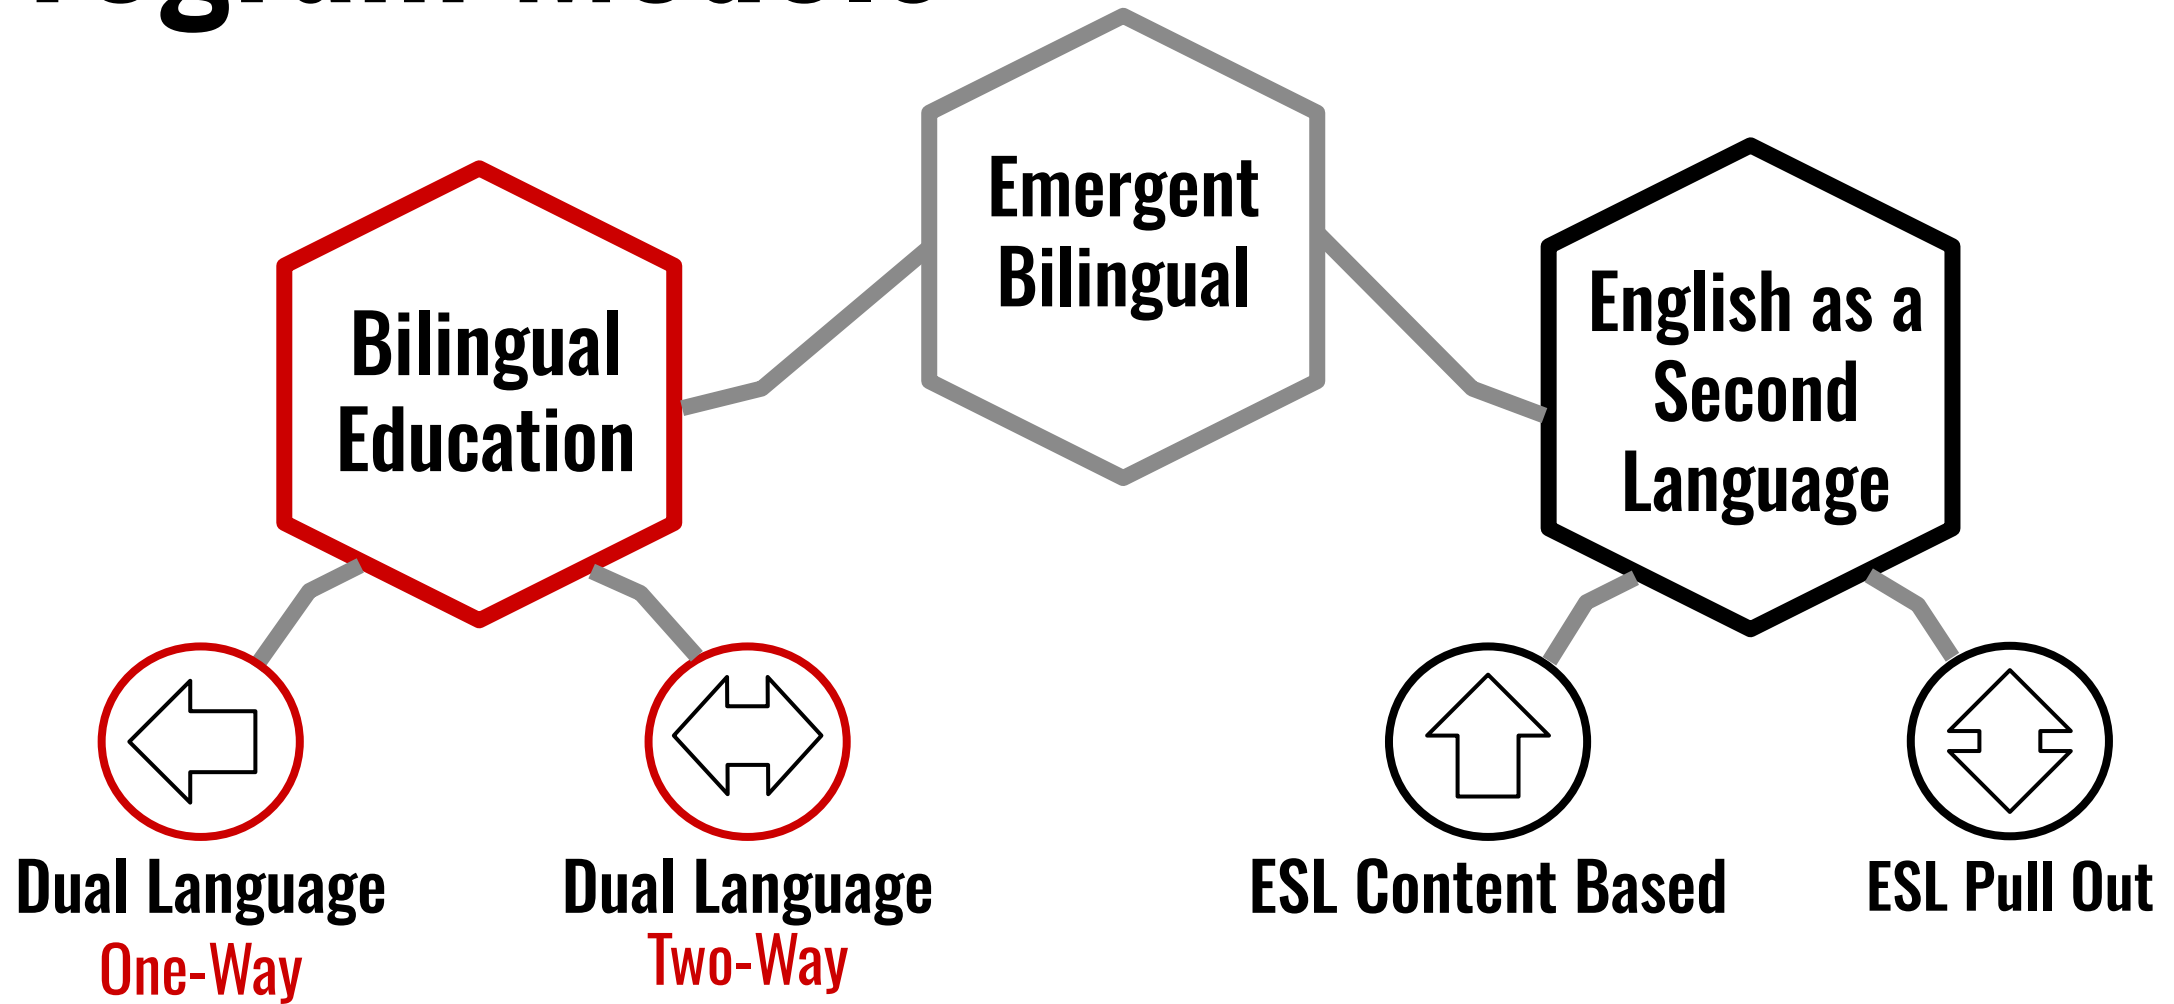 Emergent
Bilingual
Bilingual
Education
English as a
Second
Language
Dual Language
One-Way
Dual Language
Two-Way
ESL Content Based
ESL Pull Out